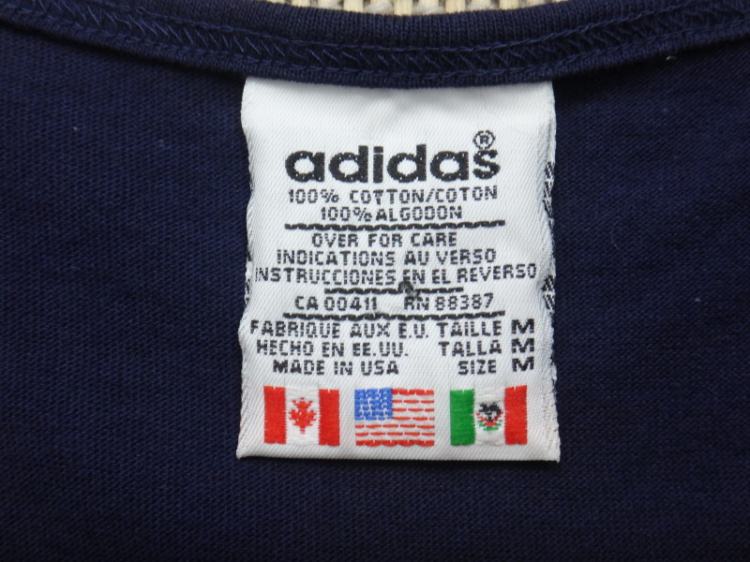 adidas®
100% COTTON/COTON
100% ALGODON
OVER FOR CARE
INDICATIONS AU VERSO
INSTRUCCIONES EN EL REVERSO
CA 00411 RN 88387
FABRIQUE AUX E.U. TAILLE M
HECHO EN EE.UU. TALLA M
MADE IN USA SIZE M